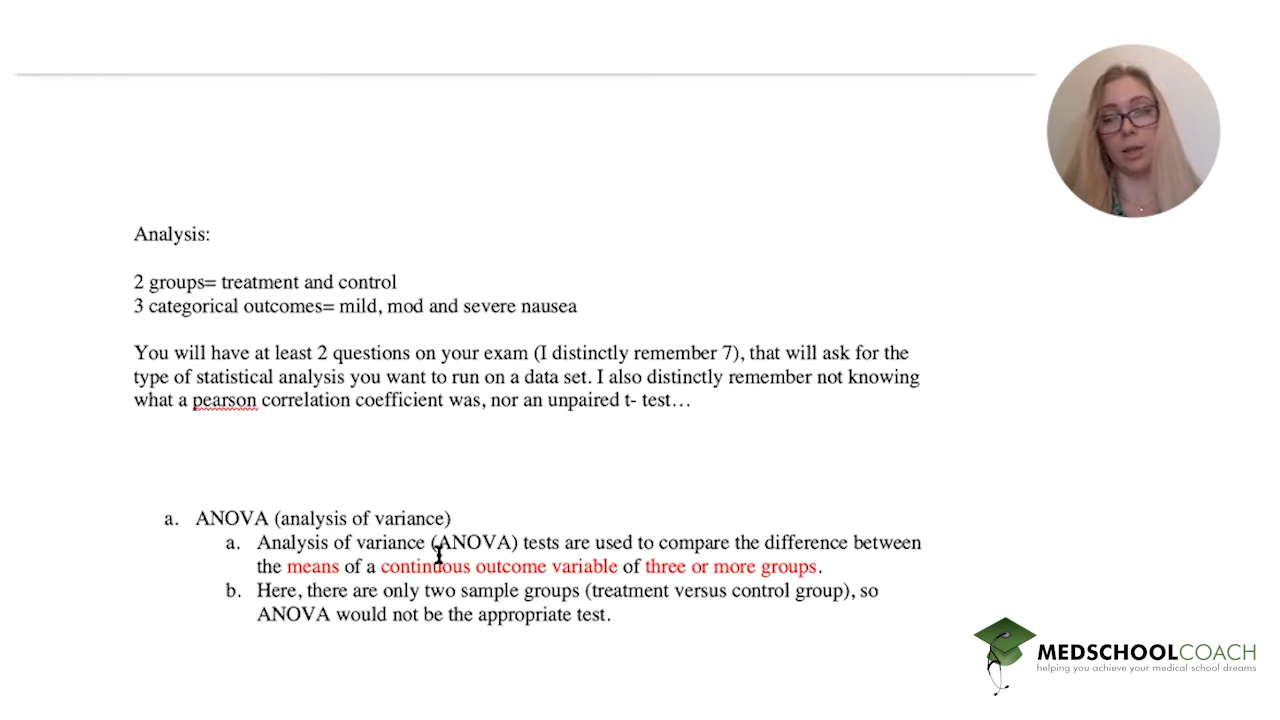 Analysis:
2 groups= treatment and control
3 categorical outcomes= mild, mod and severe nausea
You will have at least 2 questions on your exam (I distinctly remember 7), that will ask for the
type of statistical analysis you want to run on a data set. I also distinctly remember not knowing
what a pearson correlation coefficient was, nor an unpaired t- test…
a. ANOVA (analysis of variance)
a. Analysis of variance (ANOVA) tests are used to compare the difference between
the means of a continuous outcome variable of three or more groups.
b. Here, there are only two sample groups (treatment versus control group), so
ANOVA would not be the appropriate test.
MEDSCHOOLCOACH
helping you achieve your medical school dreams